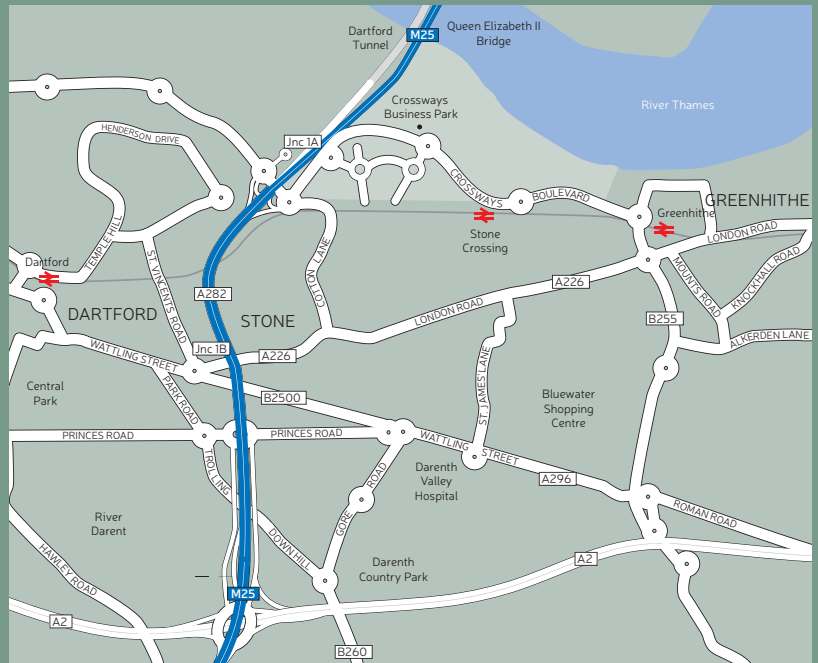 Queen Elizabeth II
Bridge
Dartford
Tunnel
M25
Crossways
Business Park
River Thames
HENDERSON DRIVE
Jnc 1A
CROSSWAYS
BOULEVARD
GREENHITHE
Greenhithe
LONDON ROAD
Stone
Crossing
TEMPLE HILL
ST. VINCENTS ROAD
COTTON LANE
Dartford
MOUNTS ROAD
KNOCKHALL ROAD
A226
A282
DARTFORD
STONE
LONDON ROAD
B255
ALKERDEN LANE
WATTLING STREET
Jnc 1B
A226
ST. JAMES'LANE
Central
Park
PARK ROAD
B2500
Bluewater
Shopping
Centre
PRINCES ROAD
PRINCES ROAD
WATTLING STREET
TROLLING
DOWN HILL
Darenth
Valley
Hospital
A296
GORE ROAD
ROMAN ROAD
River
Darent
HAWLEY ROAD
Darenth
Country Park
A2
M25
A2
B260